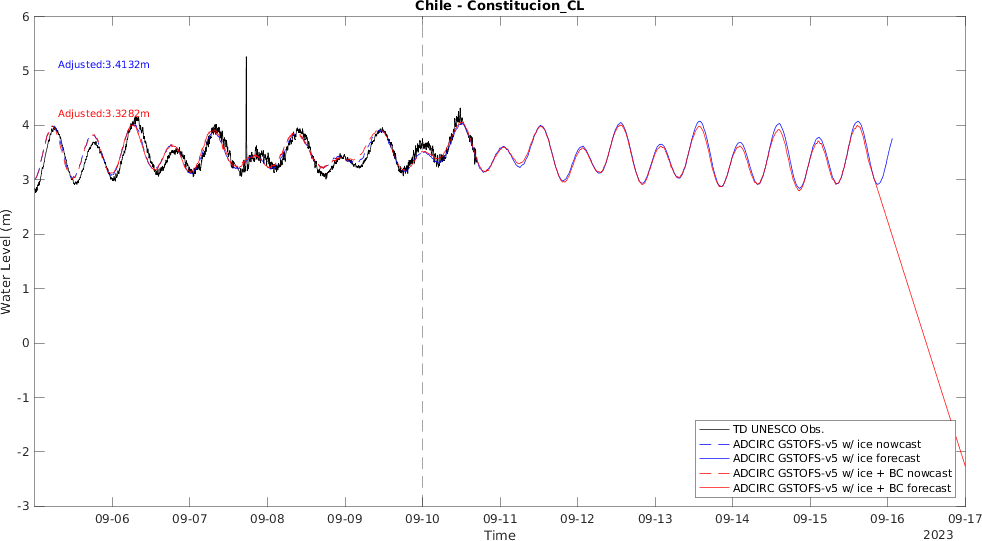 Chile - Constitucion_CL
6
5
4
3
2
1
0
-1
-2
-3
Water Level (m)
Adjusted:3.4132m
Adjusted:3.3282m
TD UNESCO Obs.
ADCIRC GSTOFS-v5 w/ ice nowcast
ADCIRC GSTOFS-v5 w/ ice forecast
ADCIRC GSTOFS-v5 w/ ice + BC nowcast
ADCIRC GSTOFS-v5 w/ ice + BC forecast
09-06 09-07 09-08 09-09 09-10 09-11 09-12 09-13 09-14 09-15 09-16 09-17
Time
2023